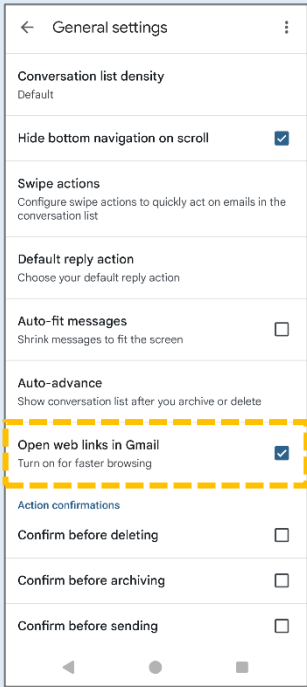 General settings
Conversation list density
Default
Hide bottom navigation on scroll
Swipe actions
Configure swipe actions to quickly act on emails in the
conversation list
Default reply action
Choose your default reply action
Auto-fit messages
Shrink messages to fit the screen
Auto-advance
Show conversation list after you archive or delete
Open web links in Gmail
Turn on for faster browsing
Action confirmations
Confirm before deleting
Confirm before archiving
Confirm before sending